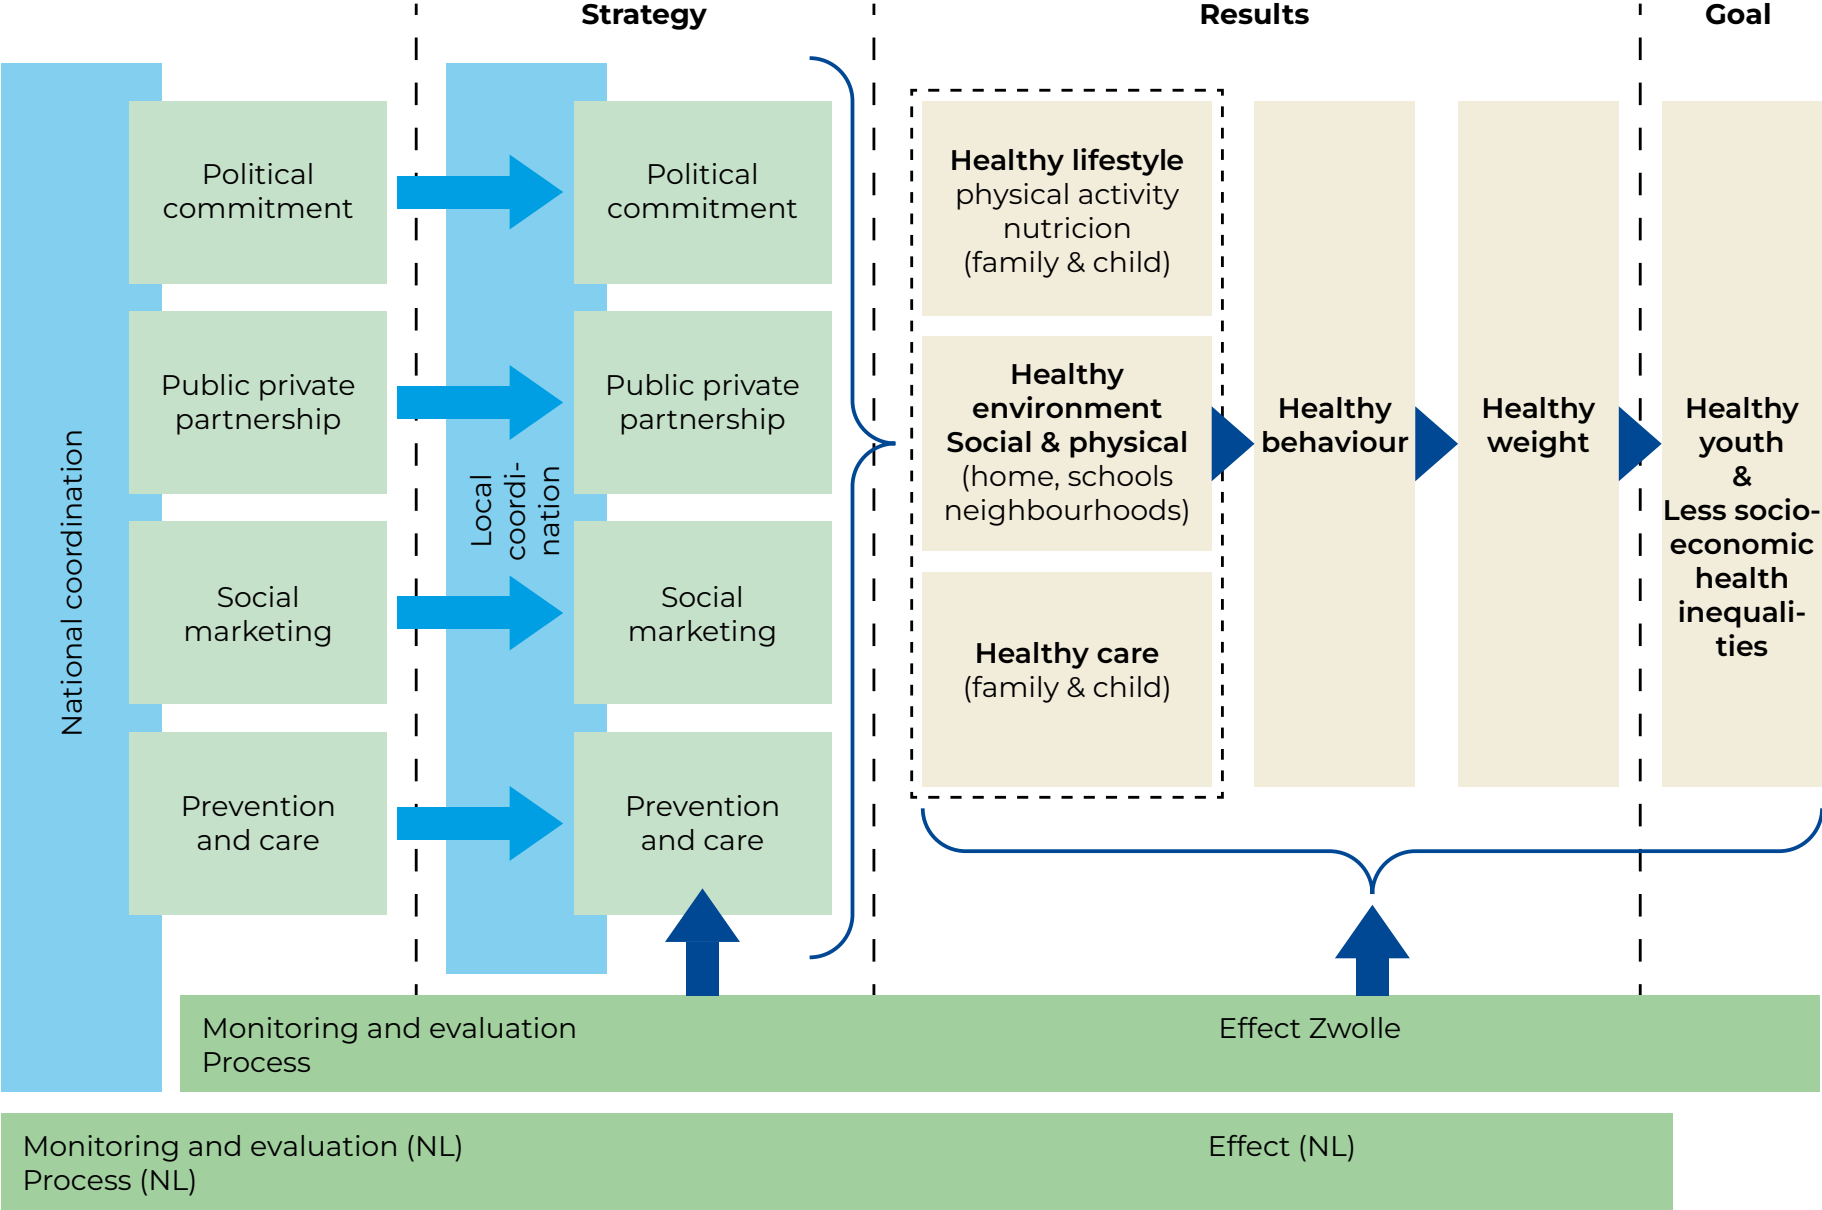 Strategy
Results
Goal
National coordination
Political
commitment
Public private
partnership
Social
marketing
Prevention
and care
Local
coordi-
nation
Political
commitment
Public private
partnership
Social
marketing
Prevention
and care
Healthy lifestyle
physical activity
nutricion
(family & child)
Healthy
environment
Social & physical
(home, schools
neighbourhoods)
Healthy care
(family & child)
Healthy
behaviour
Healthy
weight
Healthy
youth
&
Less socio-
economic
health
inequali-
ties
Monitoring and evaluation
Process
Effect Zwolle
Monitoring and evaluation (NL)
Process (NL)
Effect (NL)